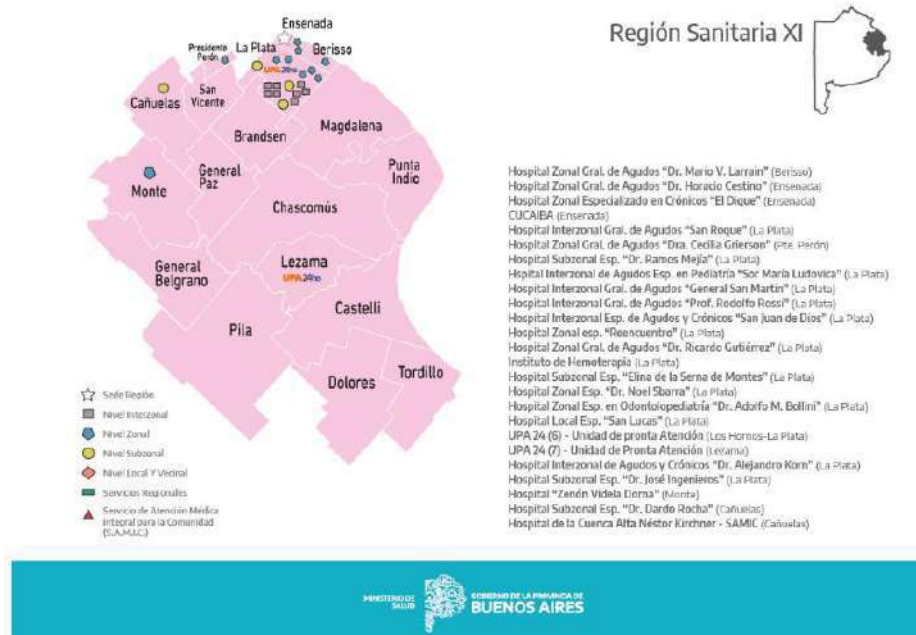 Región Sanitaria XI
Ensenada
Presidente
Perón
La Plata
Berisso
UPA 24hs
Cañuelas
San
Vicente
Brandsen
Magdalena
Monte
General
Paz
Punta
Indio
Chascomús
General
Belgrano
Lezama
UPA 24hs
Castelli
Pila
Dolores
Tordillo
Sede Región
Nivel Interzonal
Nivel Zonal
Nivel Subzonal
Nivel Local Y Vecinal
Servicios Regionales
Servicio de Atención Médica
Integral para la Comunidad
(S.A.M.I.C.)
Hospital Zonal Gral. de Agudos “Dr. Mario V. Larrain” (Berisso)
Hospital Zonal Gral. de Agudos “Dr. Horacio Cestino” (Ensenada)
Hospital Zonal Especializado en Crónicos “El Dique” (Ensenada)
CUCAIBA (Ensenada)
Hospital Interzonal Gral. de Agudos “San Roque” (La Plata)
Hospital Zonal Gral. de Agudos “Dra. Cecilia Grierson” (Pte. Perón)
Hospital Subzonal Esp. “Dr. Ramos Mejía” (La Plata)
Hspital Interzonal de Agudos Esp. en Pediatría “Sor María Ludovica” (La Plata)
Hospital Interzonal Gral. de Agudos “General San Martín” (La Plata)
Hospital Interzonal Gral. de Agudos “Prof. Rodolfo Rossi” (La Plata)
Hospital Interzonal Esp. de Agudos y Crónicos “San Juan de Dios” (La Plata)
Hospital Zonal esp. “Reencuentro” (La Plata)
Hospital Zonal Gral. de Agudos “Dr. Ricardo Gutiérrez” (La Plata)
Instituto de Hemoterapia (La Plata)
Hospital Subzonal Esp. “Elina de la Serna de Montes” (La Plata)
Hospital Zonal Esp. “Dr. Noel Sbarra” (La Plata)
Hospital Zonal Esp. en Odontolopediatría “Dr. Adolfo M. Bollini” (La Plata)
Hospital Local Esp. “San Lucas” (La Plata)
UPA 24 (6) - Unidad de pronta Atención (Los Hornos-La Plata)
UPA 24 (7) - Unidad de Pronta Atención (Lezama)
Hospital Interzonal de Agudos y Crónicos “Dr. Alejandro Korn” (La Plata)
Hospital Subzonal Esp. “Dr. José Ingenieros” (La Plata)
Hospital “Zenón Videla Dorna” (Monte)
Hospital Subzonal Esp. “Dr. Dardo Rocha” (Cañuelas)
Hospital de la Cuenca Alta Néstor Kirchner - SAMIC (Cañuelas)
MINISTERIO DE
SALUD
GOBIERNO DE LA PROVINCIA DE
BUENOS AIRES